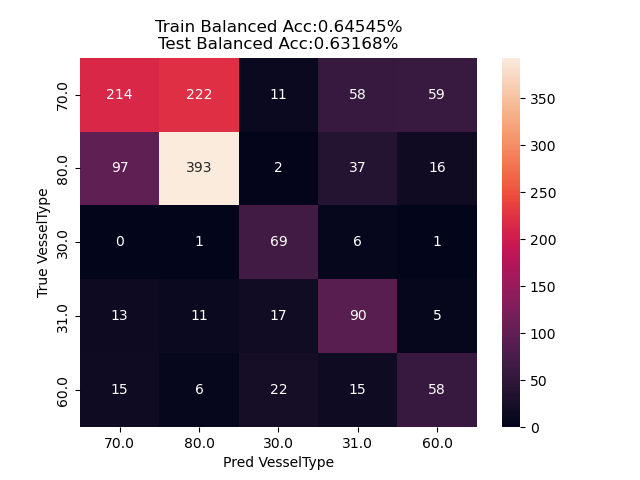 Train Balanced Acc:0.64545%
Test Balanced Acc:0.63168%
70.0 214 222 11 58 59
80.0 97 393 2 37 16
30.0 0 1 69 6 1
31.0 13 11 17 90 5
60.0 15 6 22 15 58
70.0 80.0 30.0 31.0 60.0
Pred VesselType
True VesselType
350
300
250
200
150
100
50
0